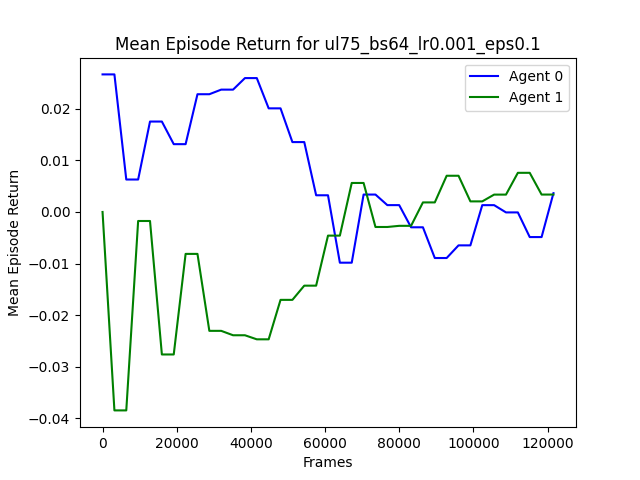 Mean Episode Return for ul75_bs64_lr0.001_eps0.1
Agent 0
Agent 1
Mean Episode Return
0.02
0.01
0.00
−0.01
−0.02
−0.03
−0.04
0
20000
40000
60000
80000
100000
120000
Frames